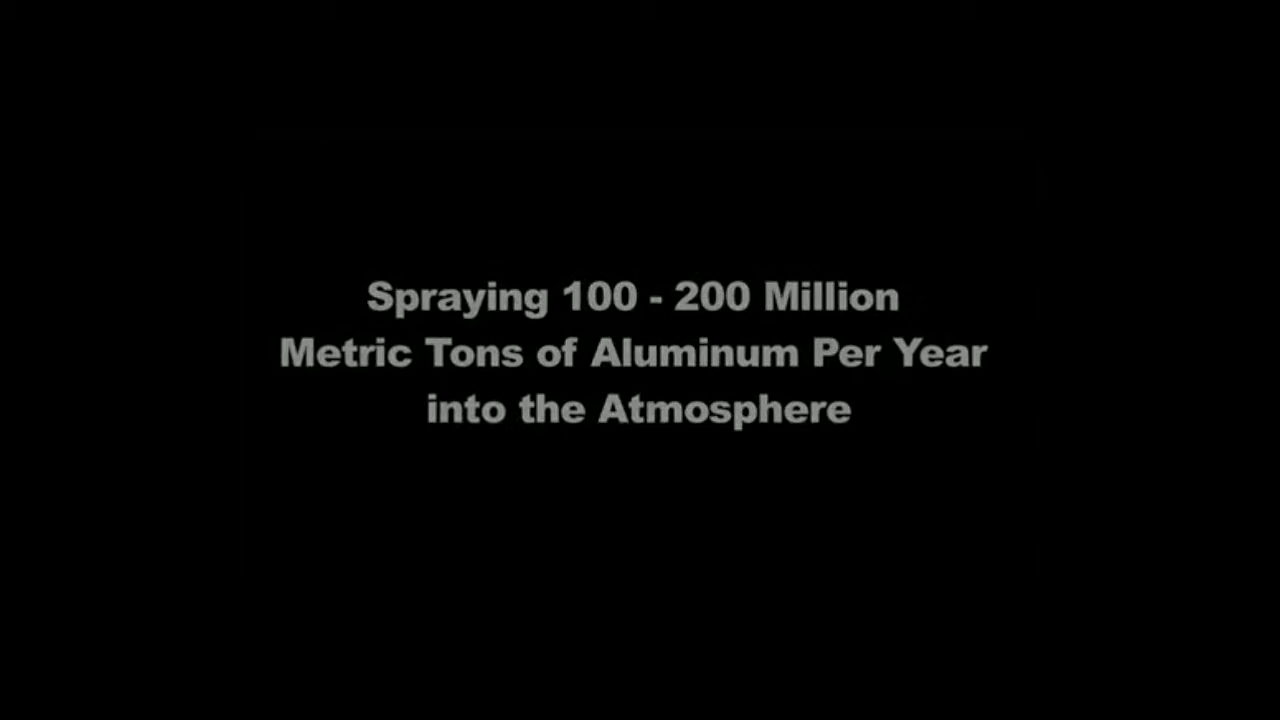 Spraying 100 - 200 Million
Metric Tons of Aluminum Per Year
into the Atmosphere